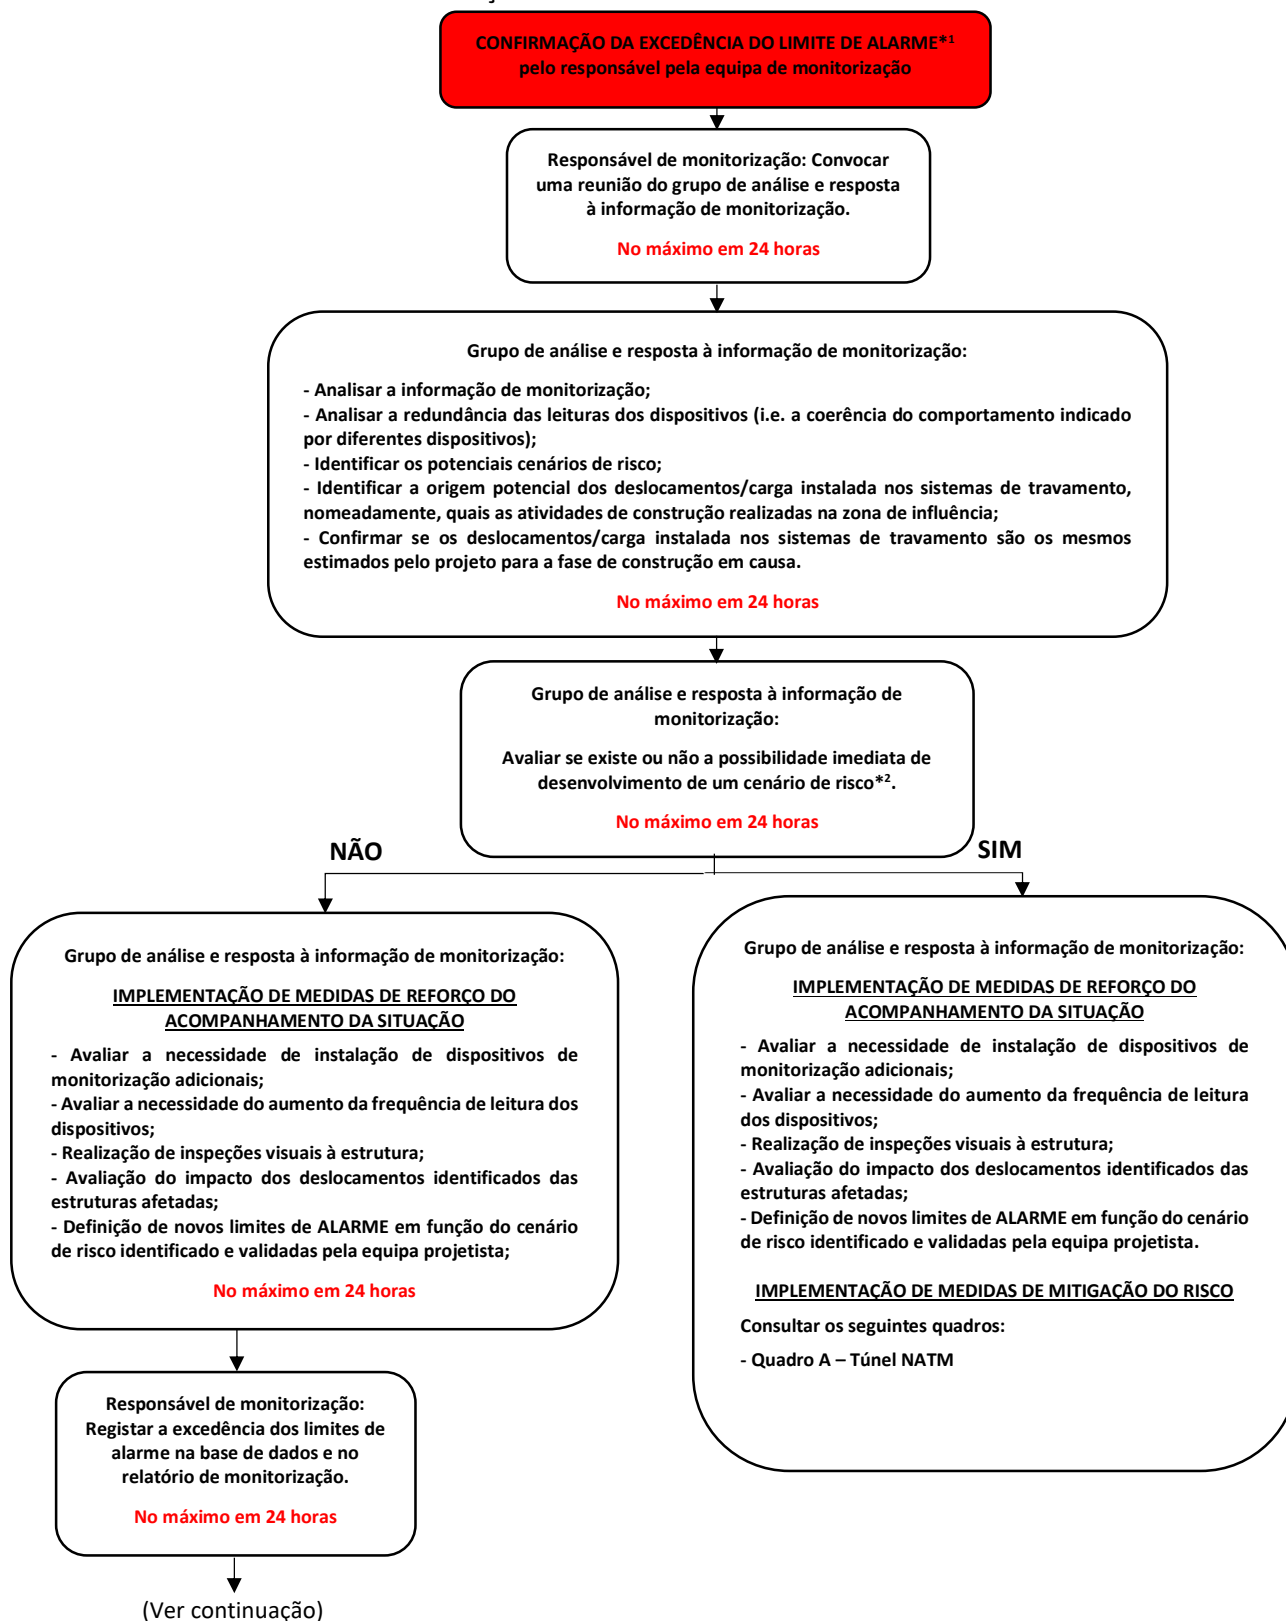 CONFIRMAÇÃO DA EXCEDÊNCIA DO LIMITE DE ALARME*1
pelo responsável pela equipa de monitorização
Responsável de monitorização: Convocar
uma reunião do grupo de análise e resposta
à informação de monitorização.
No máximo em 24 horas
Grupo de análise e resposta à informação de monitorização:
- Analisar a informação de monitorização;
- Analisar a redundância das leituras dos dispositivos (i.e. a coerência do comportamento indicado
por diferentes dispositivos);
- Identificar os potenciais cenários de risco;
- Identificar a origem potencial dos deslocamentos/carga instalada nos sistemas de travamento,
nomeadamente, quais as atividades de construção realizadas na zona de influência;
- Confirmar se os deslocamentos/carga instalada nos sistemas de travamento são os mesmos
estimados pelo projeto para a fase de construção em causa.
No máximo em 24 horas
Grupo de análise e resposta à informação de
monitorização:
Avaliar se existe ou não a possibilidade imediata de
desenvolvimento de um cenário de risco*2.
No máximo em 24 horas
NÃO
SIM
Grupo de análise e resposta à informação de monitorização:
IMPLEMENTAÇÃO DE MEDIDAS DE REFORÇO DO
ACOMPANHAMENTO DA SITUAÇÃO
- Avaliar a necessidade de instalação de dispositivos de
monitorização adicionais;
- Avaliar a necessidade do aumento da frequência de leitura dos
dispositivos;
- Realização de inspeções visuais à estrutura;
- Avaliação do impacto dos deslocamentos identificados das
estruturas afetadas;
- Definição de novos limites de ALARME em função do cenário
de risco identificado e validadas pela equipa projetista;
No máximo em 24 horas
Grupo de análise e resposta à informação de monitorização:
IMPLEMENTAÇÃO DE MEDIDAS DE REFORÇO DO
ACOMPANHAMENTO DA SITUAÇÃO
- Avaliar a necessidade de instalação de dispositivos de
monitorização adicionais;
- Avaliar a necessidade do aumento da frequência de leitura
dos dispositivos;
- Realização de inspeções visuais à estrutura;
- Avaliação do impacto dos deslocamentos identificados das
estruturas afetadas;
- Definição de novos limites de ALARME em função do cenário
de risco identificado e validadas pela equipa projetista.
IMPLEMENTAÇÃO DE MEDIDAS DE MITIGAÇÃO DO RISCO
Consultar os seguintes quadros:
- Quadro A – Túnel NATM
Responsável de monitorização:
Registar a excedência dos limites de
alarme na base de dados e no
relatório de monitorização.
No máximo em 24 horas
(Ver continuação)